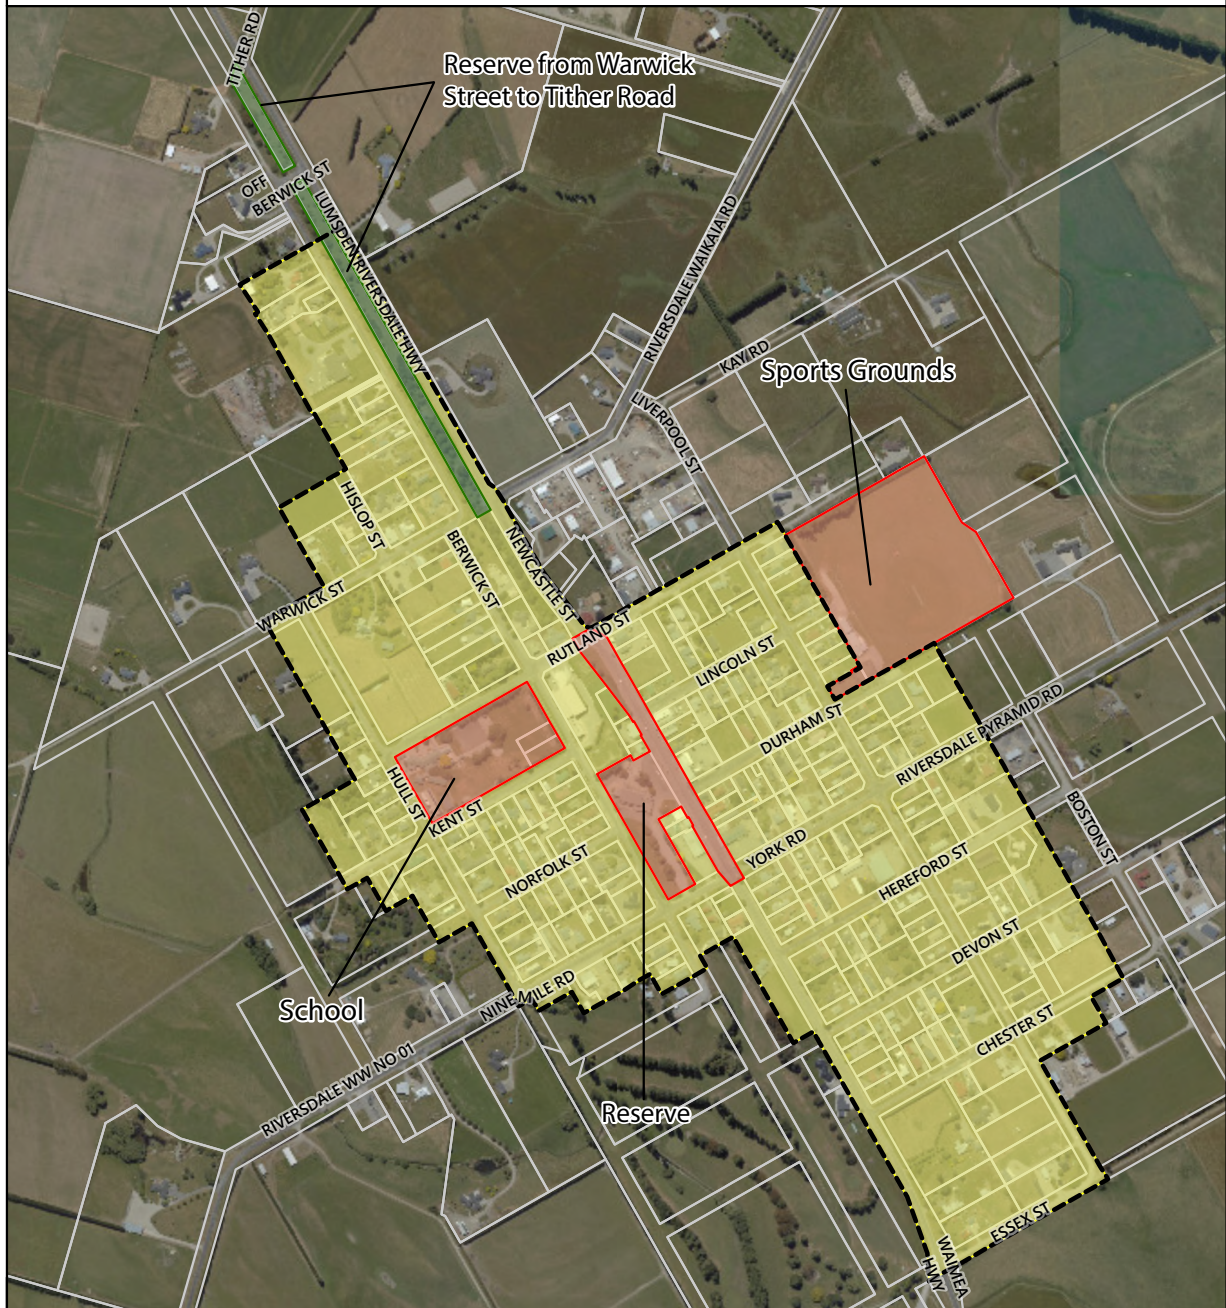 TITHER RD
Reserve from Warwick
Street to Tither Road
OFF
BERWICK ST
LUMSDEN RIVERSDALE HWY
RIVERSDALE WAIKAIA RD
KAY RD
Sports Grounds
LIVERPOOL ST
HISLOP ST
BERWICK ST
NEWCASTLE ST
WARWICK ST
RUTLAND ST
LINCOLN ST
DURHAM ST
RIVERSDALE PYRAMID RD
HULL ST
KENT ST
NORFOLK ST
YORK RD
HEREFORD ST
BOSTON ST
DEVON ST
School
NINE MILE RD
CHESTER ST
RIVERSDALE WW NO 01
Reserve
ESSEX ST
WAIMEA
HWY